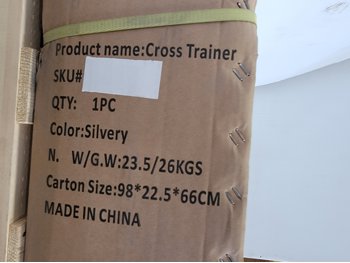 Product name:Cross Trainer
SKU#
QTY: 1PC
Color:Silvery
N. W/G.W:23.5/26KGS
Carton Size:98*22.5*66CM
MADE IN CHINA